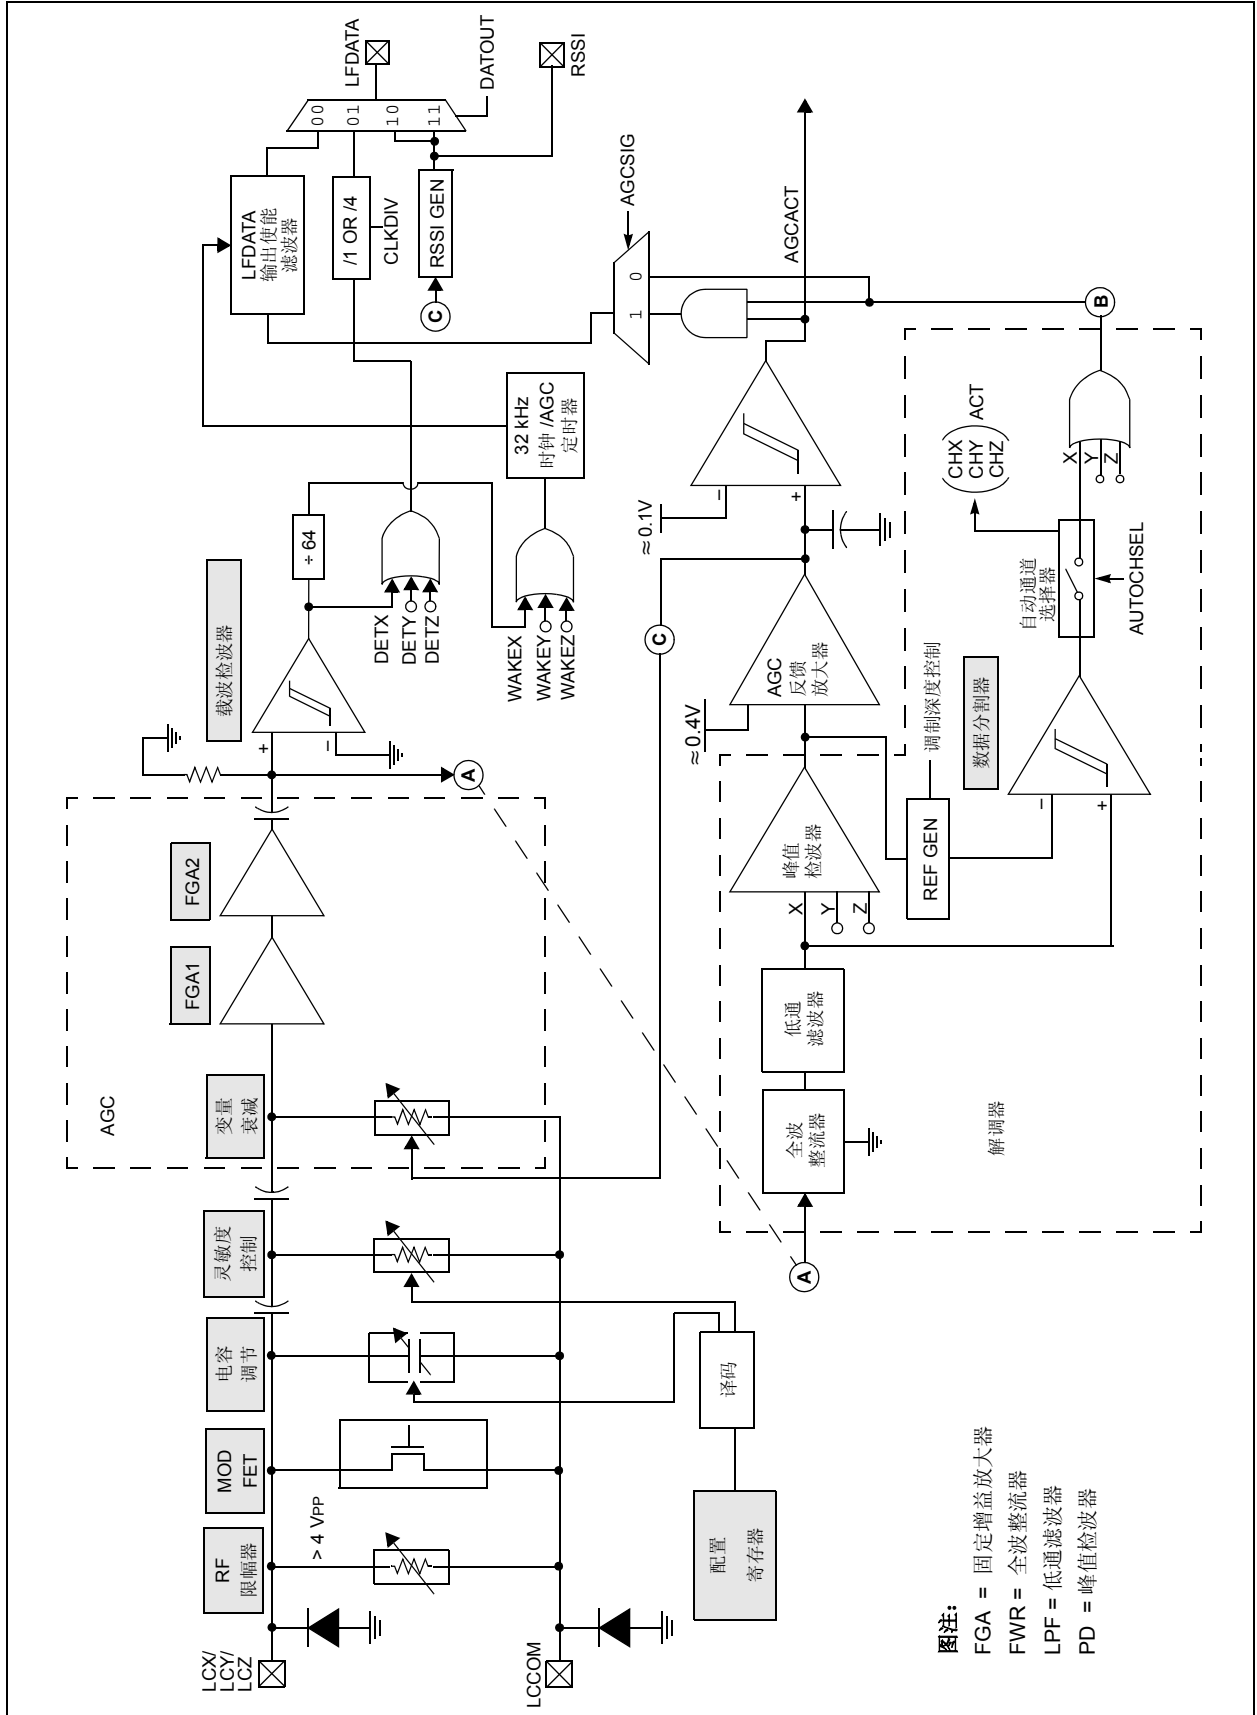 LCX/
LCY/
LCZ
RF
限幅器
> 4 VPP
MOD
FET
电容
调节
灵敏度
控制
AGC
变量
衰减
FGA1
FGA2
+
−
载波检波器
÷ 64
DETX
DETY
DETZ
WAKEX
WAKEY
WAKEZ
32 kHz
时钟 /AGC
定时器
LFDATA
输出使能
滤波器
/1 OR /4
CLKDIV
RSSI GEN
C
00
01
10
11
LFDATA
DATOUT
RSSI
LCCOM
配置
寄存器
译码
A
A
全波
整流器
低通
滤波器
解调器
X
Y
Z
峰值
检波器
≈ 0.4V
AGC
反馈
放大器
C
≈ 0.1V
−
+
1
0
AGCSIG
AGCACT
REF GEN
调制深度控制
数据分割器
−
+
自动通道
选择器
AUTOCHSEL
CHX
CHY
CHZ
ACT
X
Y
Z
B
图注:
FGA = 固定增益放大器
FWR = 全波整流器
LPF = 低通滤波器
PD = 峰值检波器